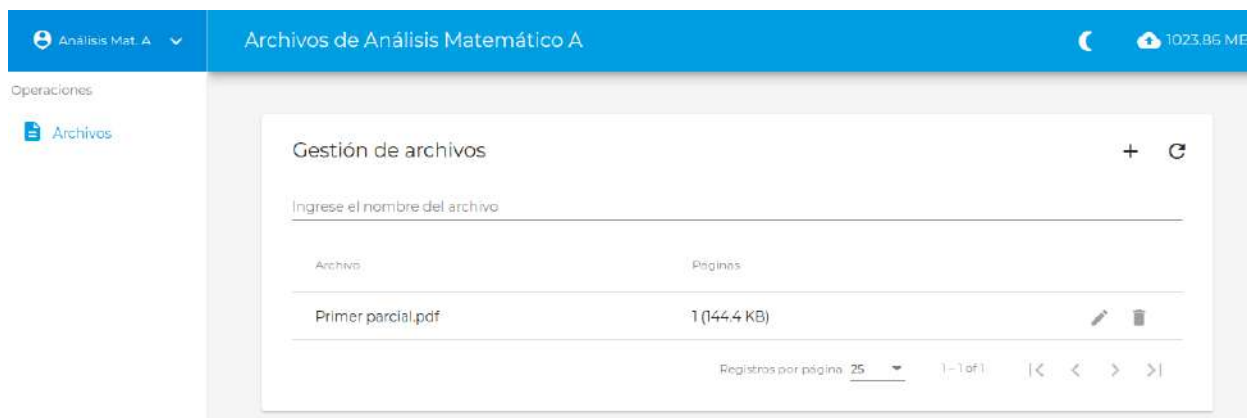 Análisis Mat. A
Archivos de Análisis Matemático A
1023.86 MB
Operaciones
Archivos
Gestión de archivos
Ingrese el nombre del archivo
Archivo
Páginas
Primer parcial.pdf
1 (144.4 KB)
Registros por página 25
1 – 1 of 1